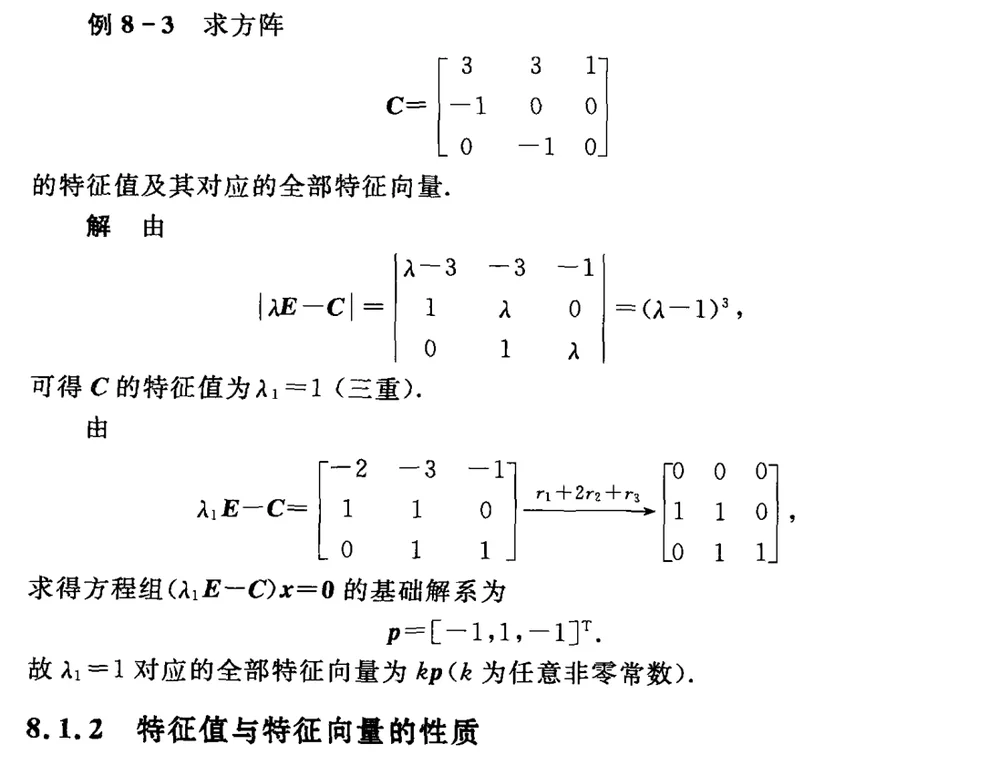 例 8-3 求方阵
C=[3 3 1
-1 0 0
0 -1 0]
的特征值及其对应的全部特征向量.
解 由
|λE-C|=|λ-3 -3 -1
1 λ 0
0 1 λ|=(λ-1)³,
可得 C 的特征值为 λ₁=1 (三重).
由
λ₁E-C=[-2 -3 -1
1 1 0
0 1 1] r₁+2r₂+r₃→ [0 0 0
1 1 0
0 1 1],
求得方程组(λ₁E-C)x=0 的基础解系为
p=[-1,1,-1]ᵀ.
故 λ₁=1 对应的全部特征向量为 kp(k 为任意非零常数).
8.1.2 特征值与特征向量的性质